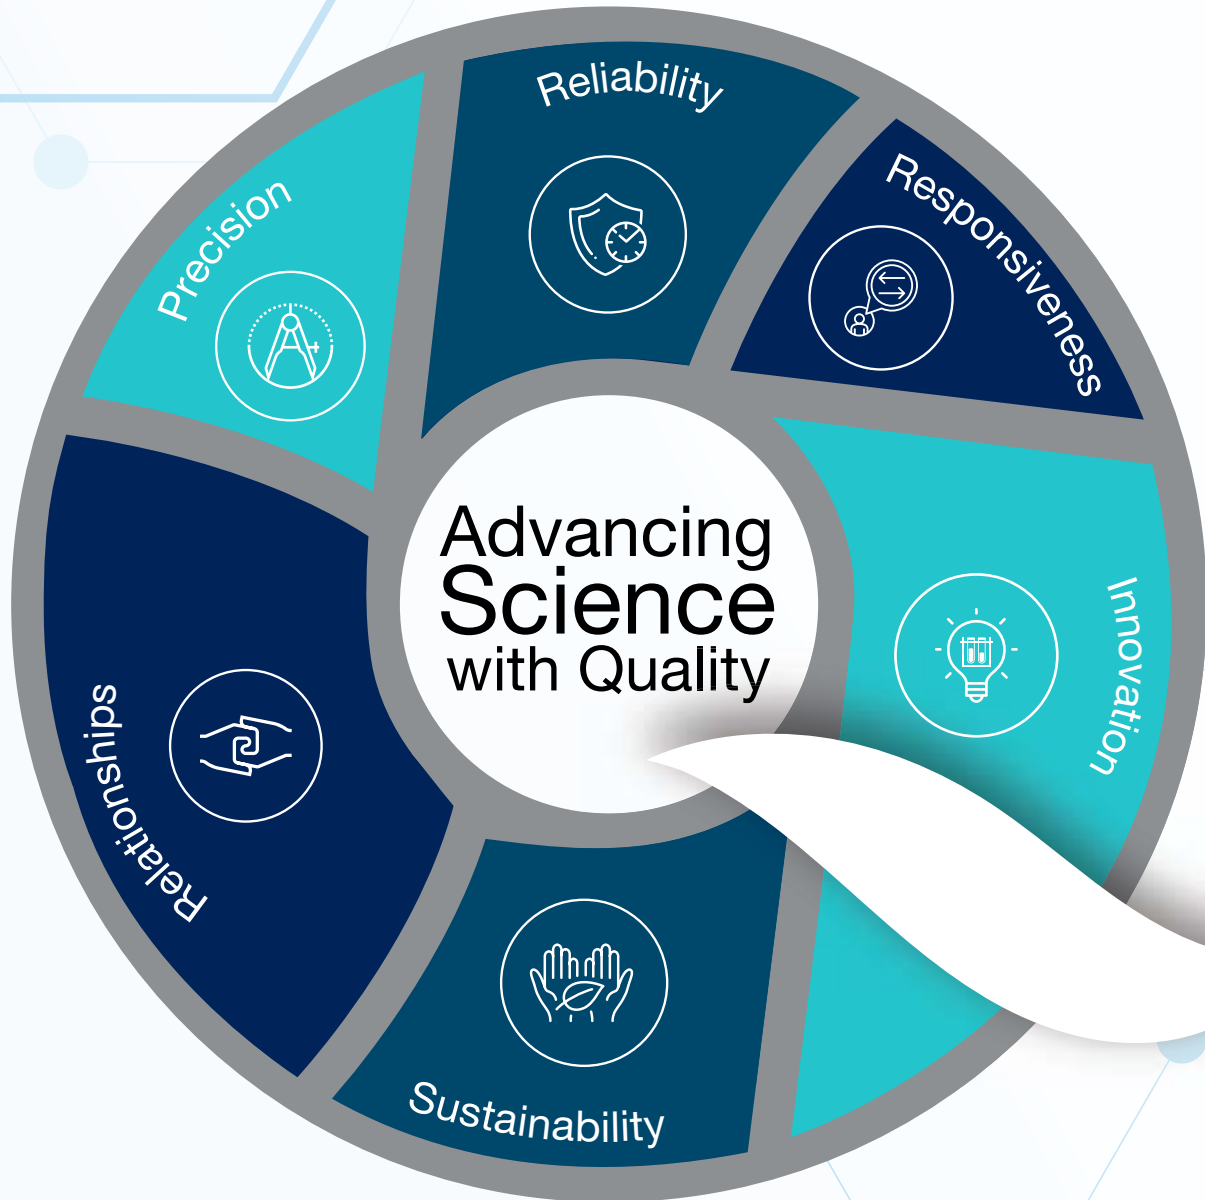 Reliability
Responsiveness
Precision
Advancing
Science
with Quality
Innovation
Relationships
Sustainability